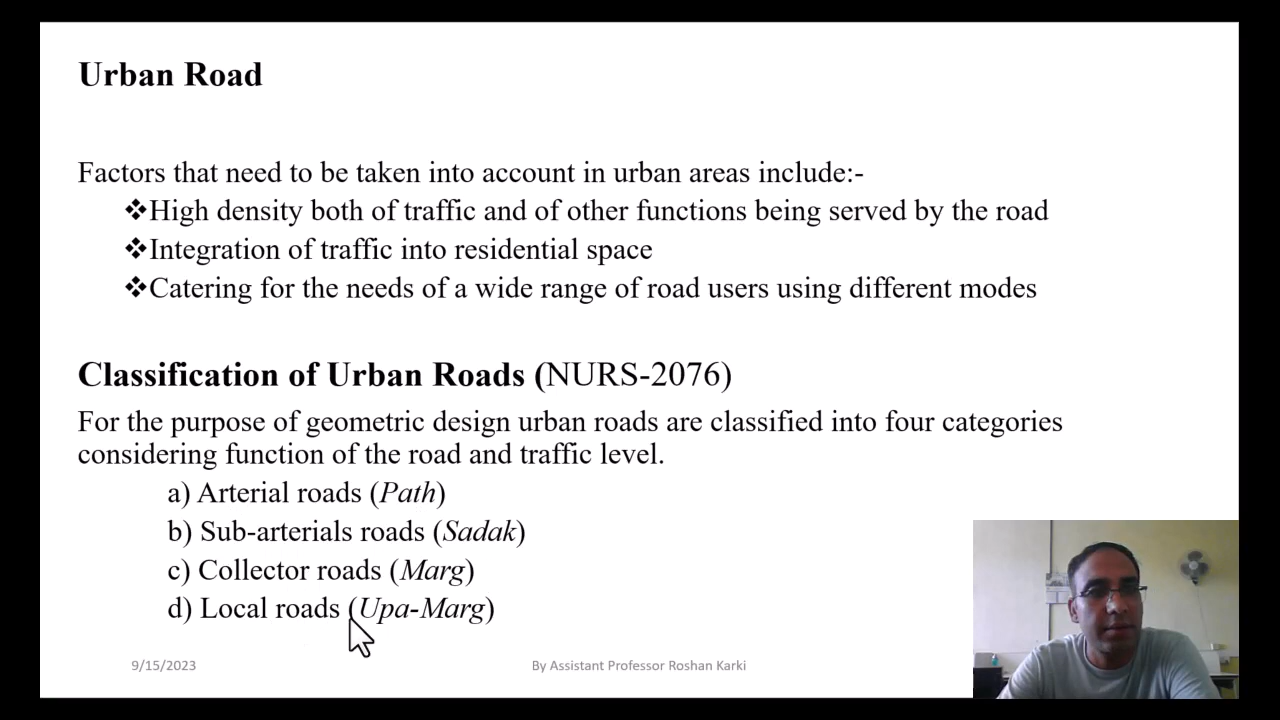 Urban Road
Factors that need to be taken into account in urban areas include:-
❖High density both of traffic and of other functions being served by the road
❖Integration of traffic into residential space
❖Catering for the needs of a wide range of road users using different modes
Classification of Urban Roads (NURS-2076)
For the purpose of geometric design urban roads are classified into four categories
considering function of the road and traffic level.
a) Arterial roads (Path)
b) Sub-arterials roads (Sadak)
c) Collector roads (Marg)
d) Local roads (Upa-Marg)
9/15/2023
By Assistant Professor Roshan Karki